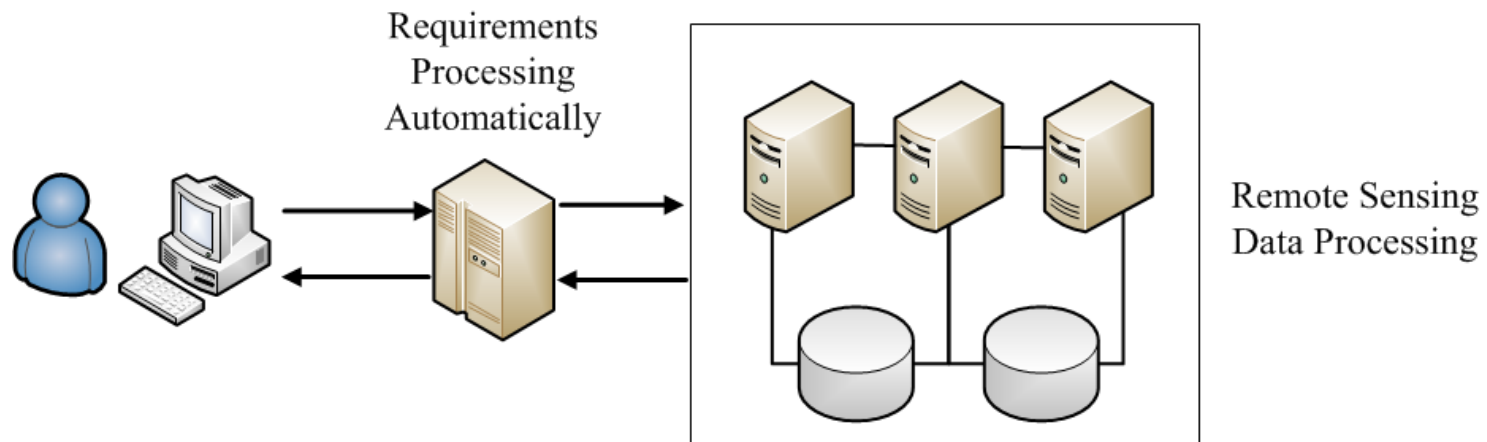 Requirements
Processing
Automatically
Remote Sensing
Data Processing